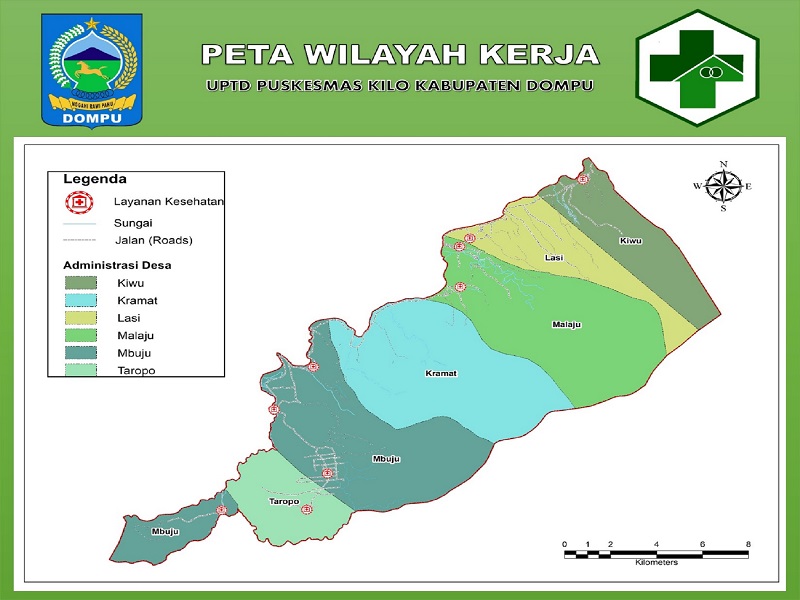 PETA WILAYAH KERJA
UPTD PUSKESMAS KILO KABUPATEN DOMPU
NGGAHI RAWI PAHU
DOMPU
Legenda
Layanan Kesehatan
Sungai
Jalan (Roads)
Administrasi Desa
Kiwu
Kramat
Lasi
Malaju
Mbuju
Taropo
N
W
E
S
Kiwu
Lasi
Malaju
Kramat
Mbuju
Taropo
Mbuju
0 1 2 4 6 8
Kilometers